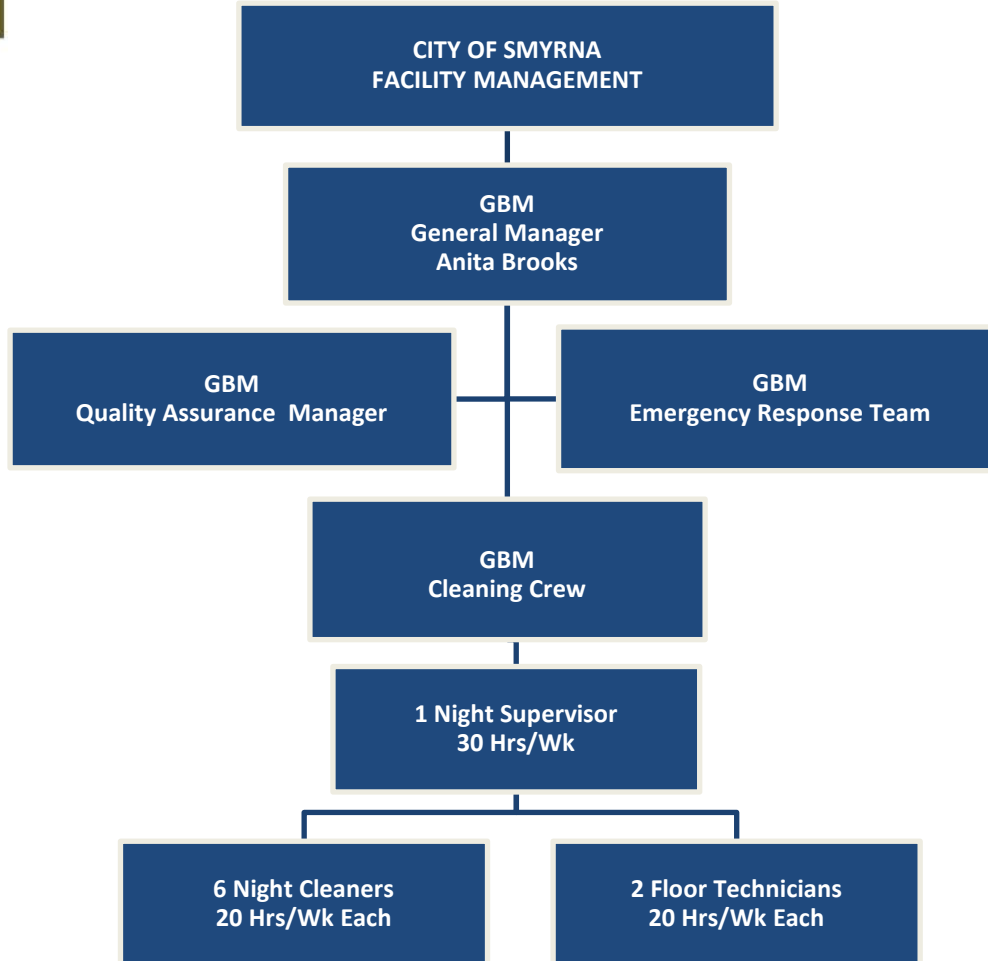 CITY OF SMYRNA
FACILITY MANAGEMENT
GBM
General Manager
Anita Brooks
GBM
Quality Assurance Manager
GBM
Emergency Response Team
GBM
Cleaning Crew
1 Night Supervisor
30 Hrs/Wk
6 Night Cleaners
20 Hrs/Wk Each
2 Floor Technicians
20 Hrs/Wk Each